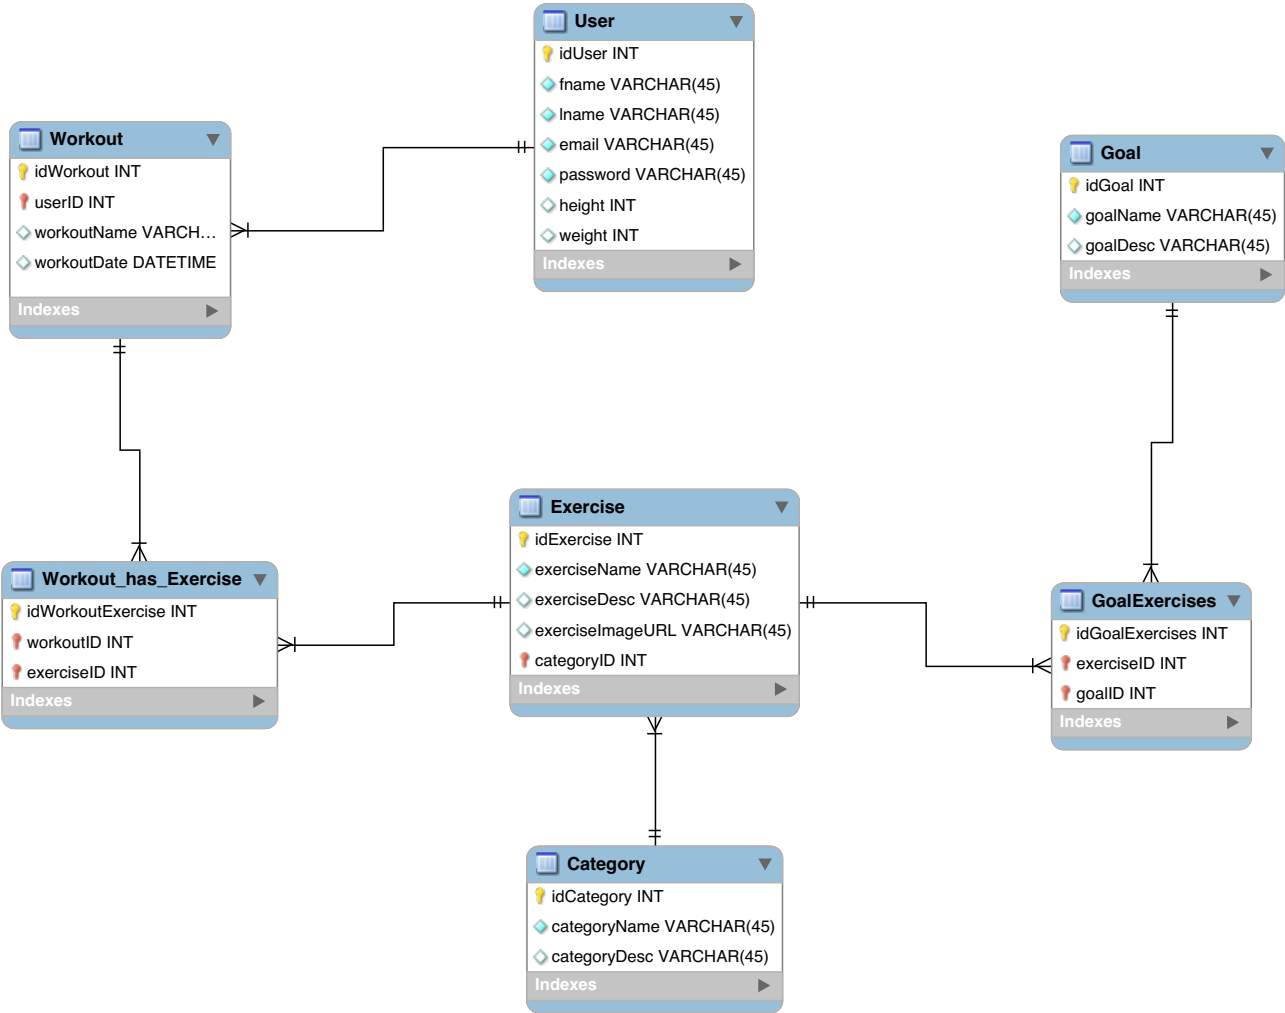 User
idUser INT
fname VARCHAR(45)
lname VARCHAR(45)
email VARCHAR(45)
password VARCHAR(45)
height INT
weight INT
Indexes
Workout
idWorkout INT
userID INT
workoutName VARCH...
workoutDate DATETIME
Indexes
Goal
idGoal INT
goalName VARCHAR(45)
goalDesc VARCHAR(45)
Indexes
Exercise
idExercise INT
exerciseName VARCHAR(45)
exerciseDesc VARCHAR(45)
exerciseImageURL VARCHAR(45)
categoryID INT
Indexes
Workout_has_Exercise
idWorkoutExercise INT
workoutID INT
exerciseID INT
Indexes
GoalExercises
idGoalExercises INT
exerciseID INT
goalID INT
Indexes
Category
idCategory INT
categoryName VARCHAR(45)
categoryDesc VARCHAR(45)
Indexes